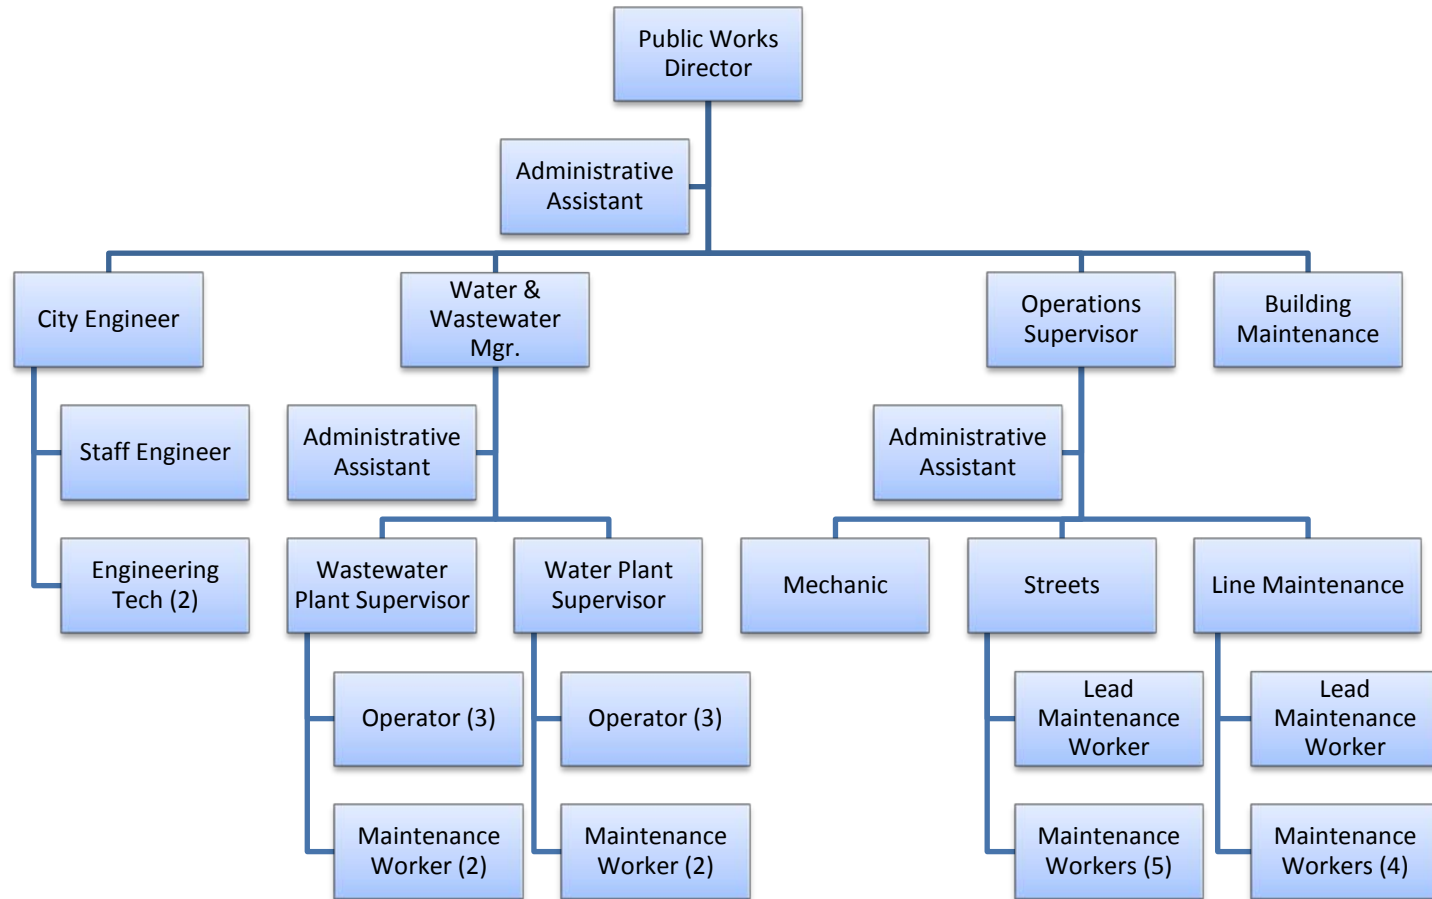 Public Works
Director
Administrative
Assistant
City Engineer
Water &
Wastewater
Mgr.
Operations
Supervisor
Building
Maintenance
Staff Engineer
Administrative
Assistant
Administrative
Assistant
Engineering
Tech (2)
Wastewater
Plant Supervisor
Water Plant
Supervisor
Mechanic
Streets
Line Maintenance
Operator (3)
Operator (3)
Lead
Maintenance
Worker
Lead
Maintenance
Worker
Maintenance
Worker (2)
Maintenance
Worker (2)
Maintenance
Workers (5)
Maintenance
Workers (4)